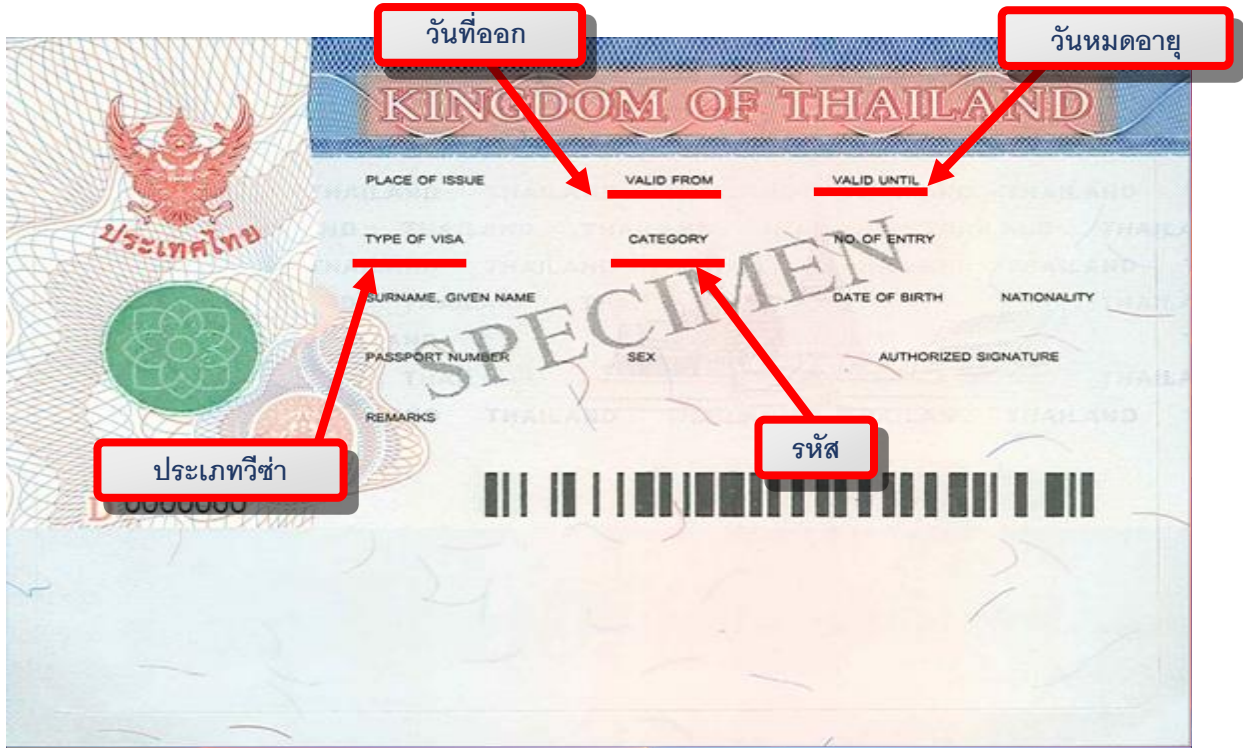 วันที่ออก
วันหมดอายุ
KINGDOM OF THAILAND
PLACE OF ISSUE VALID FROM VALID UNTIL
ประเทศไทย
TYPE OF VISA CATEGORY NO. OF ENTRY
SURNAME, GIVEN NAME DATE OF BIRTH NATIONALITY
SPECIMEN
PASSPORT NUMBER SEX AUTHORIZED SIGNATURE
REMARKS
รหัส
ประเภทวีซ่า